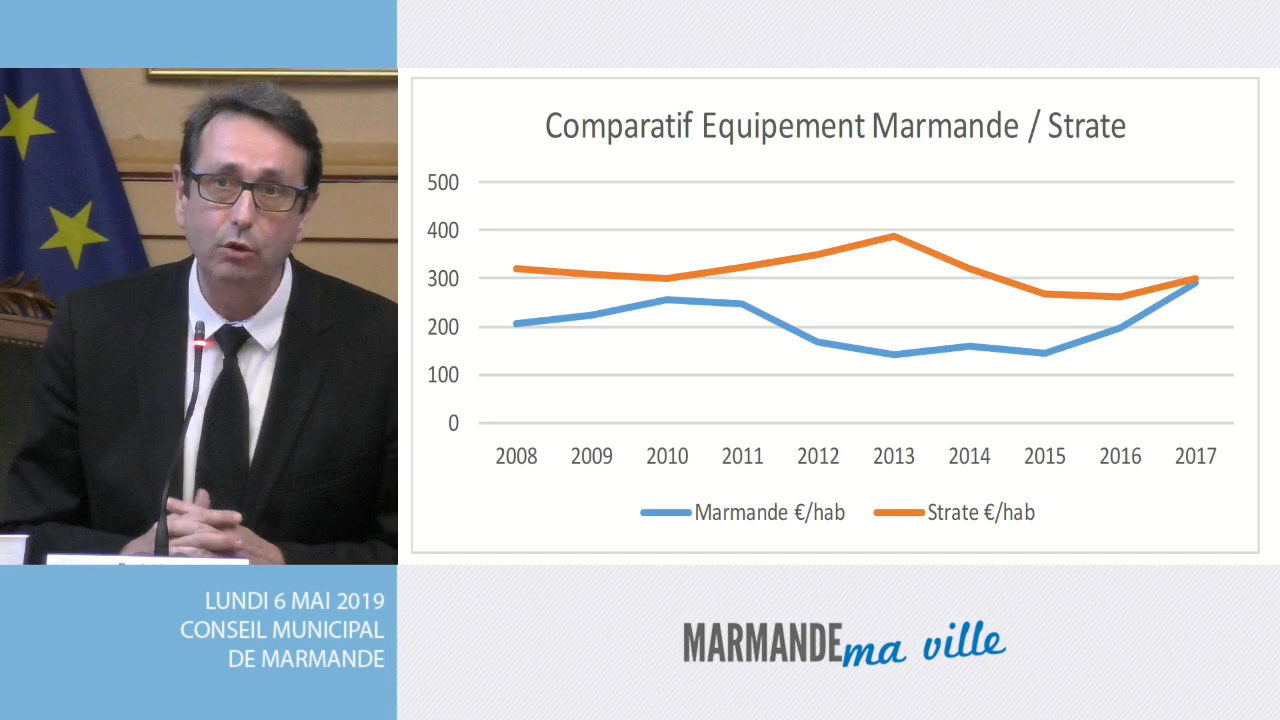 Comparatif Equipement Marmande / Strate
500
400
300
200
100
0
2008 2009 2010 2011 2012 2013 2014 2015 2016 2017
Marmande €/hab Strate €/hab
LUNDI 6 MAI 2019
CONSEIL MUNICIPAL
DE MARMANDE
MARMANDE ma ville